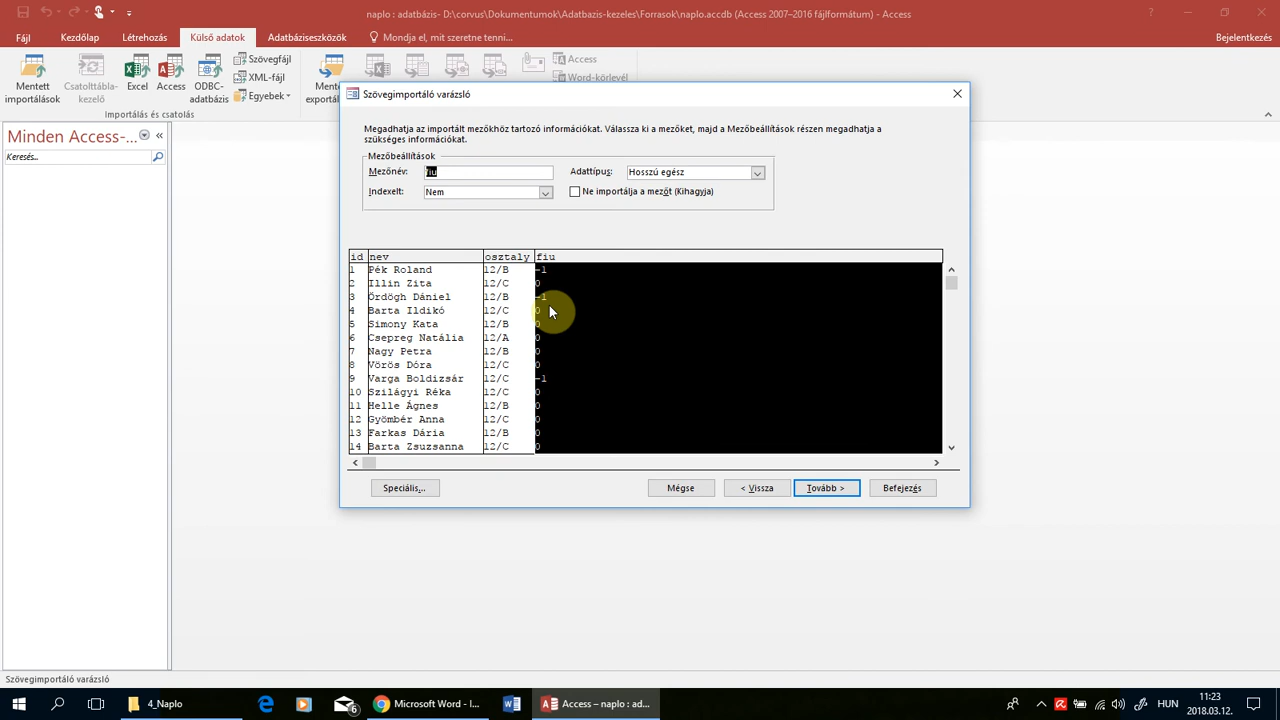 naplo : adatbázis- D:\corvus\Dokumentumok\Adatbazis-kezeles\Forrasok\naplo.accdb (Access 2007–2016 fájlformátum) - Access
Fájl Kezdőlap Létrehozás Külső adatok Adatbáziseszközök Mondja el, mit szeretne tenni... Bejelentkezés
Mentett importálások
Csatolttábla-kezelő
Excel
Access
ODBC-adatbázis
Szövegfájl
XML-fájl
Egyebek
Access
Word-körlevél
Importálás és csatolás
Minden Access-... «
Keresés...
Szövegimportáló varázsló
Megadhatja az importált mezőkhöz tartozó információkat. Válassza ki a mezőket, majd a Mezőbeállítások részen megadhatja a
szükséges információkat.
Mezőbeállítások
Mezőnév: fiu Adattípus: Hosszú egész
Indexelt: Nem Ne importálja a mezőt (Kihagyja)
id nev osztaly fiu
1 Pék Roland 12/B -1
2 Illin Zita 12/C 0
3 Ördögh Dániel 12/B -1
4 Barta Ildikó 12/C 0
5 Simony Kata 12/B 0
6 Csepreg Natália 12/A 0
7 Nagy Petra 12/B 0
8 Vörös Dóra 12/C 0
9 Varga Boldizsár 12/C -1
10 Szilágyi Réka 12/C 0
11 Helle Ágnes 12/B 0
12 Gyömbér Anna 12/C 0
13 Farkas Dária 12/B 0
14 Barta Zsuzsanna 12/C 0
Speciális... Mégse < Vissza Tovább > Befejezés
Szövegimportáló varázsló
4_Naplo
6
Microsoft Word - I...
Access – naplo : ad...
HUN
11:23
2018.03.12.